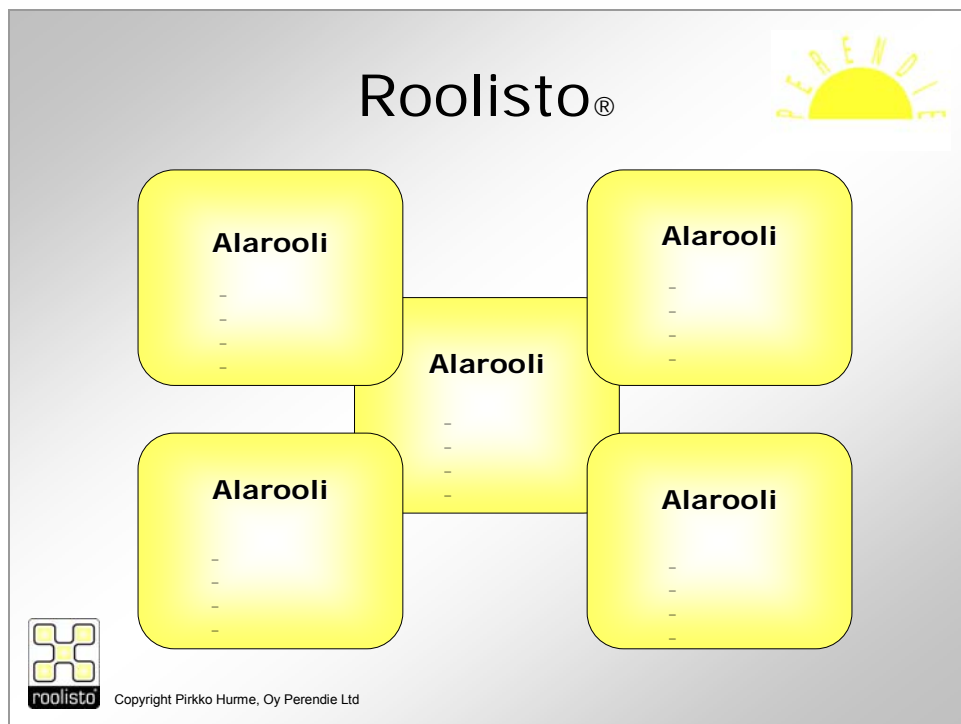 PERENDIE
Roolisto®
Alarooli
–
–
–
–
Alarooli
–
–
–
–
Alarooli
–
–
–
–
Alarooli
–
–
–
–
Alarooli
–
–
–
–
roolisto®
Copyright Pirkko Hurme, Oy Perendie Ltd